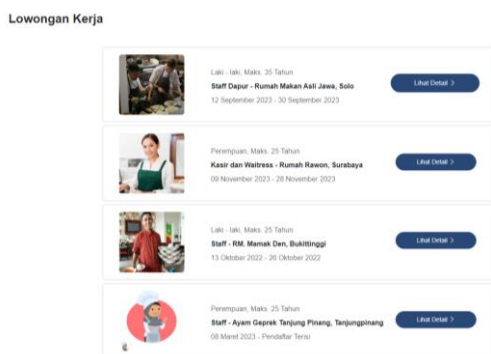 Lowongan Kerja
Laki - laki, Maks. 35 Tahun
Staff Dapur - Rumah Makan Asli Jawa, Solo
12 September 2023 - 30 September 2023
Lihat Detail >
Perempuan, Maks. 25 Tahun
Kasir dan Waitress - Rumah Rawon, Surabaya
09 November 2023 - 28 November 2023
Lihat Detail >
Laki - laki, Maks. 25 Tahun
Staff - RM. Mamak Den, Bukittinggi
13 Oktober 2022 - 26 Oktober 2022
Lihat Detail >
Perempuan, Maks. 25 Tahun
Staff - Ayam Geprek Tanjung Pinang, Tanjungpinang
08 Maret 2023 - Pendaftar Terisi
Lihat Detail >